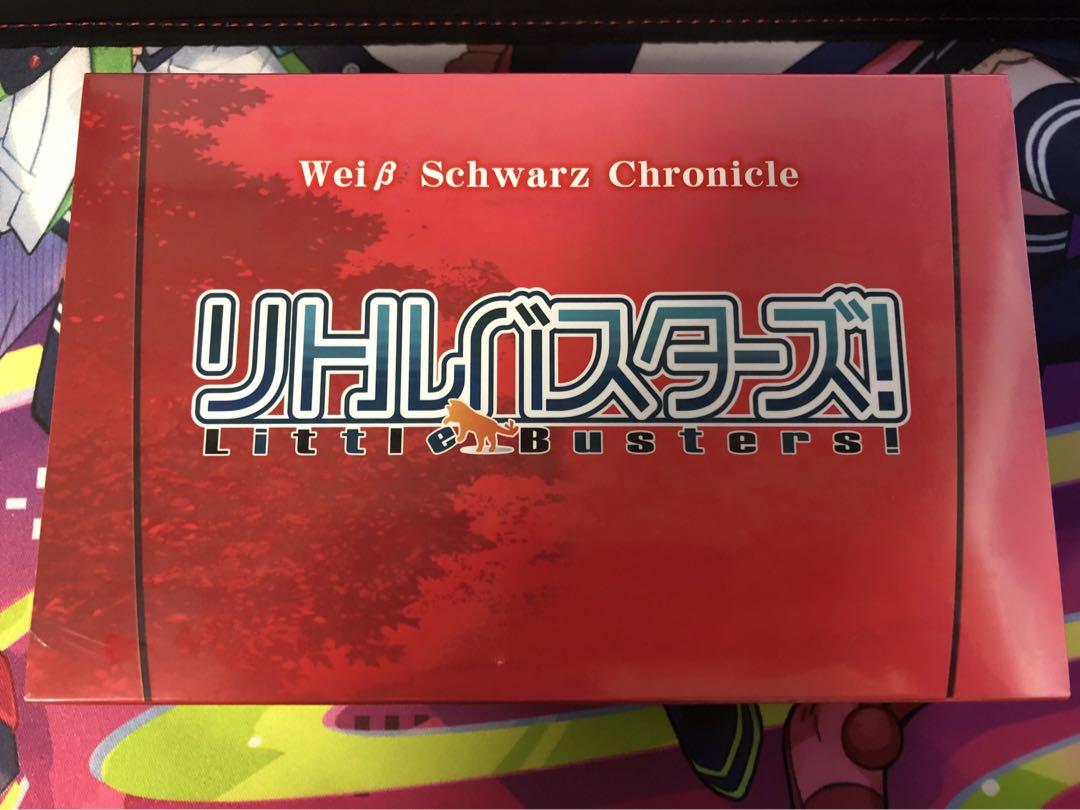 Weiβ Schwarz Chronicle
リトルバスターズ!
Little Busters!